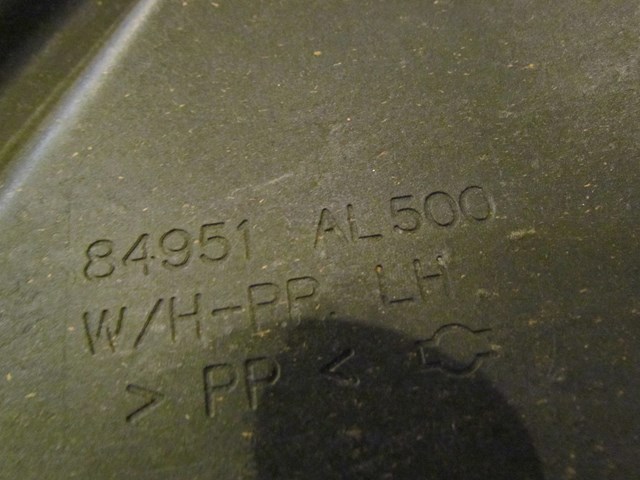 84951 AL500
W/H-PP, LH
> PP <